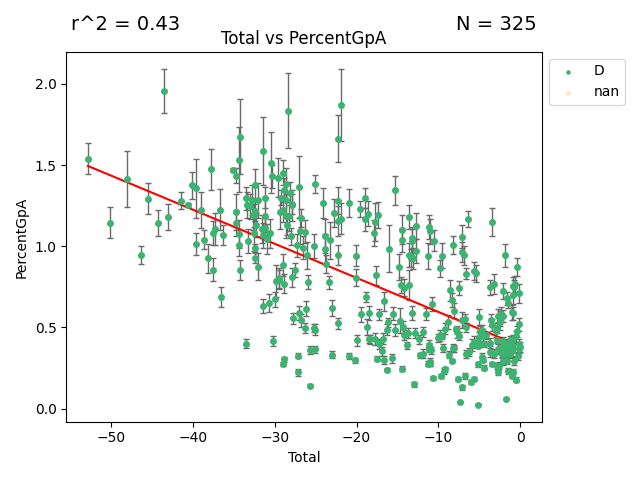 r^2 = 0.43 N = 325
Total vs PercentGpA
D
nan
PercentGpA
2.0
1.5
1.0
0.5
0.0
−50 −40 −30 −20 −10 0
Total